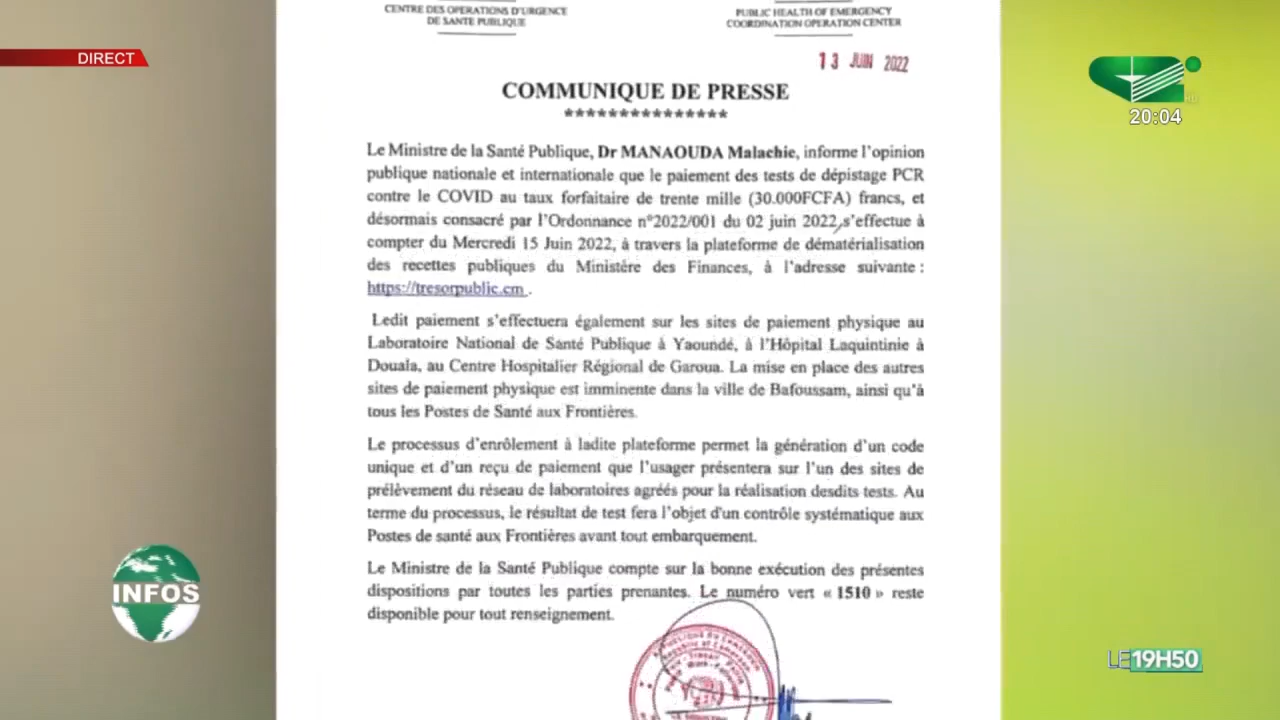 CENTRE DES OPERATIONS D'URGENCE
DE SANTE PUBLIQUE
PUBLIC HEALTH OF EMERGENCY
COORDINATION OPERATION CENTER
DIRECT
13 JUIN 2022
20:04
COMMUNIQUE DE PRESSE
***************
Le Ministre de la Santé Publique, Dr MANAOUDA Malachie, informe l'opinion
publique nationale et internationale que le paiement des tests de dépistage PCR
contre le COVID au taux forfaitaire de trente mille (30.000FCFA) francs, et
désormais consacré par l'Ordonnance n°2022/001 du 02 juin 2022,s'effectue à
compter du Mercredi 15 Juin 2022, à travers la plateforme de dématérialisation
des recettes publiques du Ministère des Finances, à l'adresse suivante :
https://tresorpublic.cm .
Ledit paiement s'effectuera également sur les sites de paiement physique au
Laboratoire National de Santé Publique à Yaoundé, à l'Hôpital Laquintinie à
Douala, au Centre Hospitalier Régional de Garoua. La mise en place des autres
sites de paiement physique est imminente dans la ville de Bafoussam, ainsi qu'à
tous les Postes de Santé aux Frontières.
Le processus d'enrôlement à ladite plateforme permet la génération d'un code
unique et d'un reçu de paiement que l'usager présentera sur l'un des sites de
prélèvement du réseau de laboratoires agréés pour la réalisation desdits tests. Au
terme du processus, le résultat de test fera l'objet d'un contrôle systématique aux
Postes de santé aux Frontières avant tout embarquement.
Le Ministre de la Santé Publique compte sur la bonne exécution des présentes
dispositions par toutes les parties prenantes. Le numéro vert « 1510 » reste
disponible pour tout renseignement.
INFOS
LE 19H50